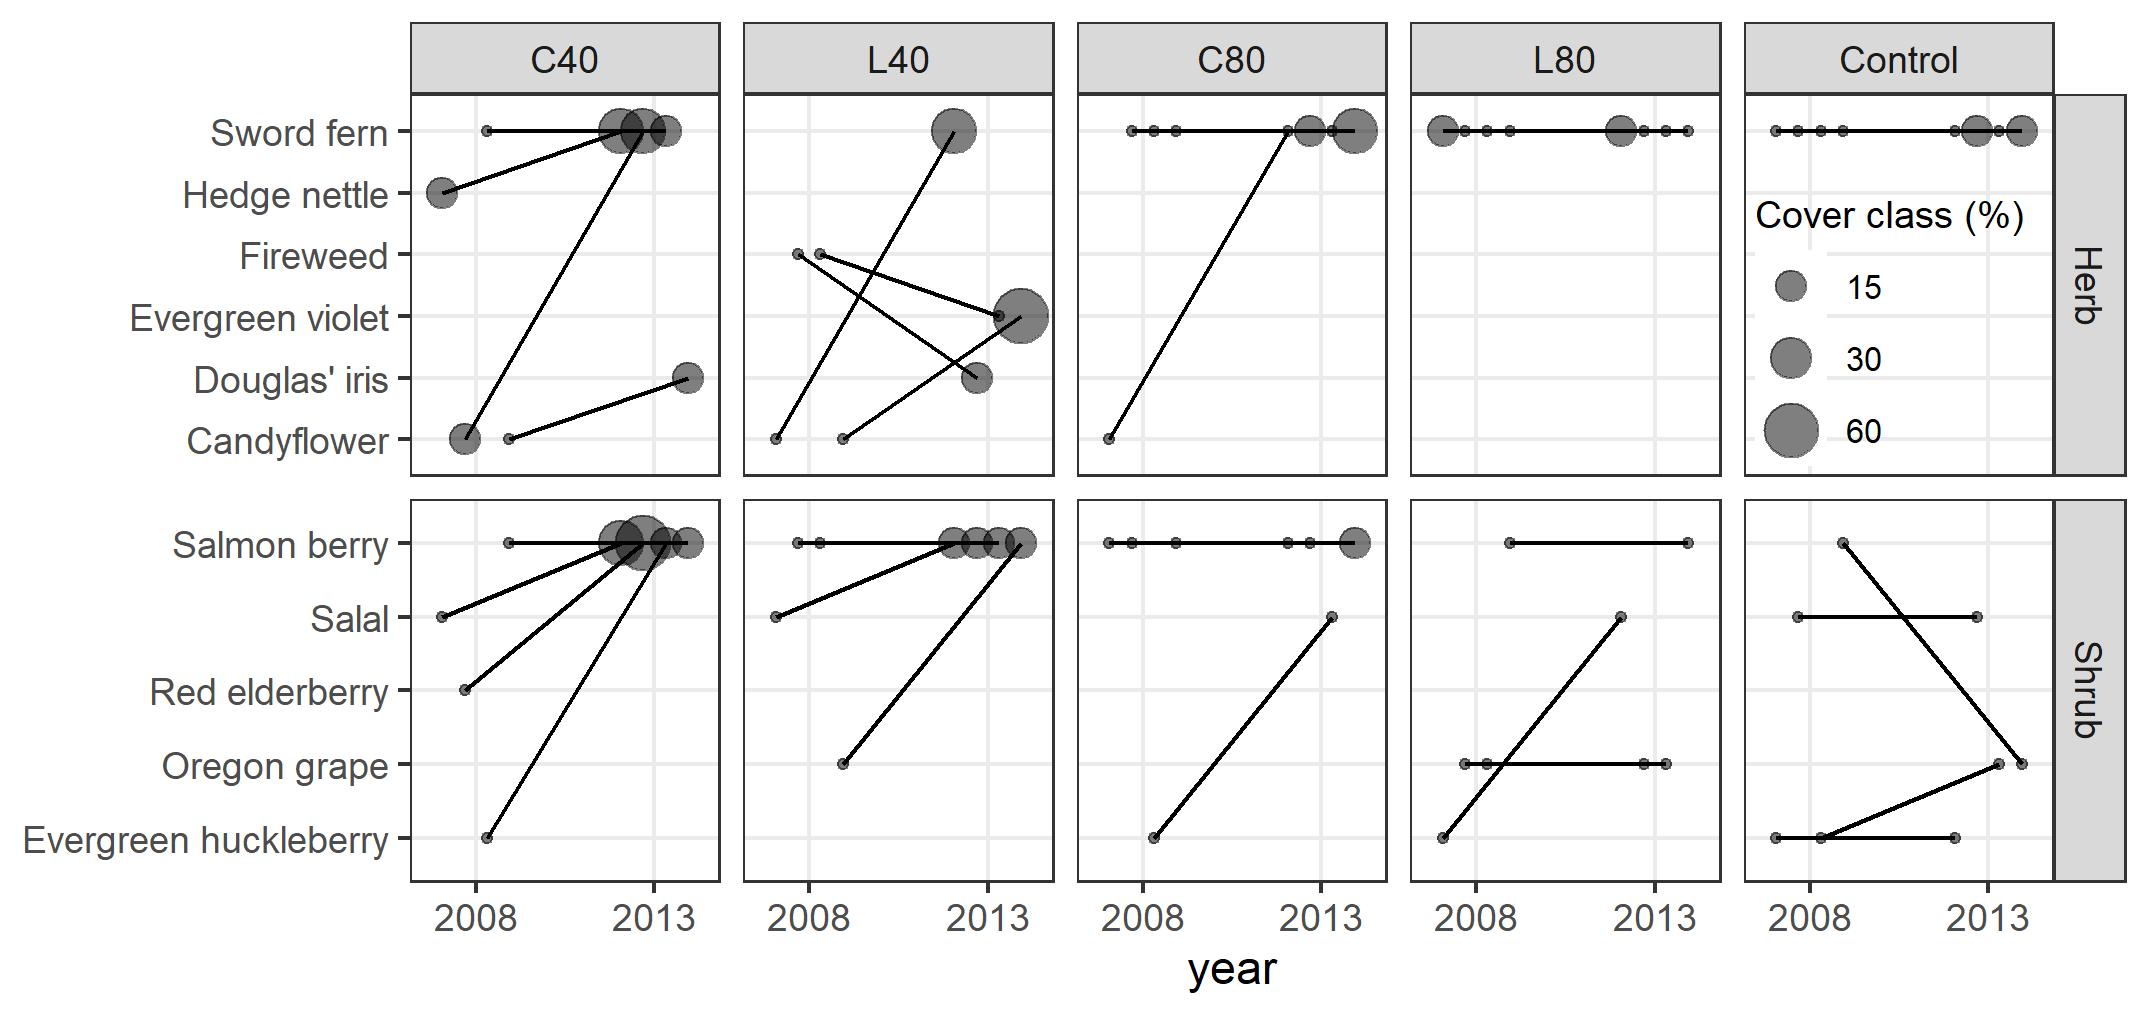 C40 L40 C80 L80 Control
Sword fern
Hedge nettle
Fireweed
Evergreen violet
Douglas' iris
Candyflower
Cover class (%)
15
30
60
Herb
Salmon berry
Salal
Red elderberry
Oregon grape
Evergreen huckleberry
Shrub
2008 2013 2008 2013 2008 2013 2008 2013 2008 2013
year